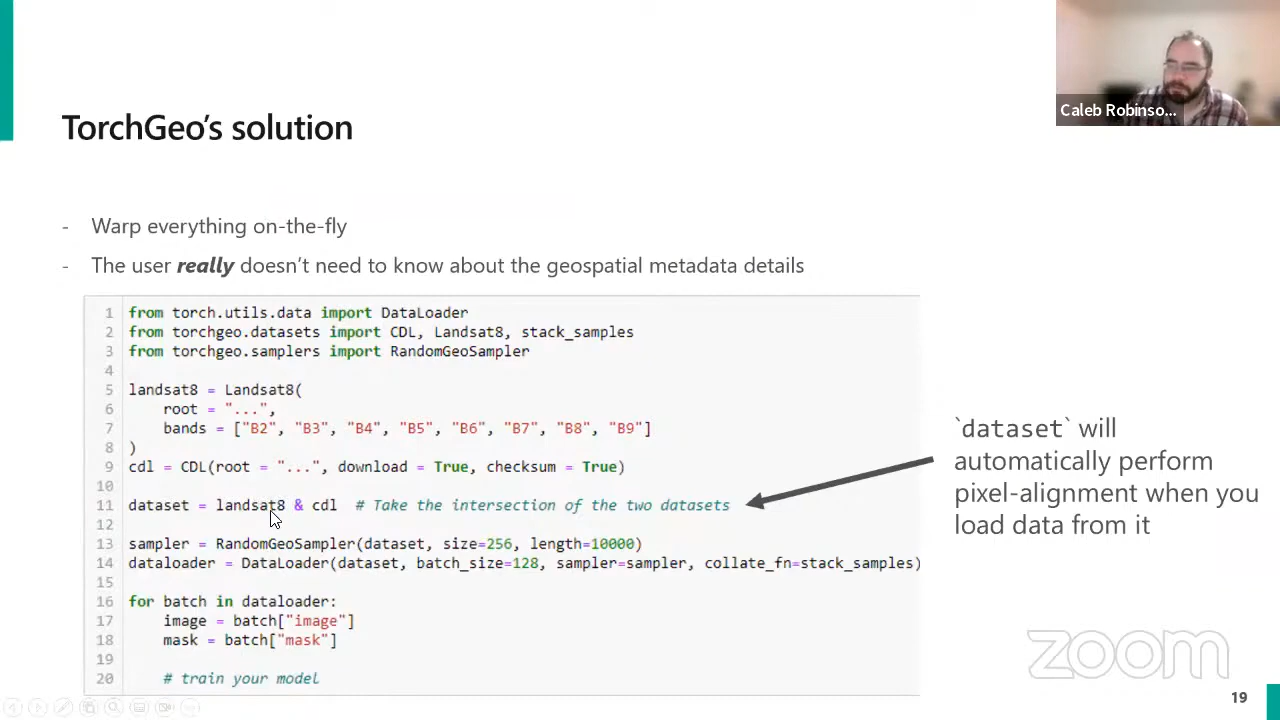 Caleb Robinso...
TorchGeo's solution
- Warp everything on-the-fly
- The user really doesn't need to know about the geospatial metadata details
1 from torch.utils.data import DataLoader
2 from torchgeo.datasets import CDL, Landsat8, stack_samples
3 from torchgeo.samplers import RandomGeoSampler
4
5 landsat8 = Landsat8(
6     root = "...",
7     bands = ["B2", "B3", "B4", "B5", "B6", "B7", "B8", "B9"]
8 )
9 cdl = CDL(root = "...", download = True, checksum = True)
10
11 dataset = landsat8 & cdl  # Take the intersection of the two datasets
12
13 sampler = RandomGeoSampler(dataset, size=256, length=10000)
14 dataloader = DataLoader(dataset, batch_size=128, sampler=sampler, collate_fn=stack_samples)
15
16 for batch in dataloader:
17     image = batch["image"]
18     mask = batch["mask"]
19
20     # train your model
`dataset` will
automatically perform
pixel-alignment when you
load data from it
zoom
19